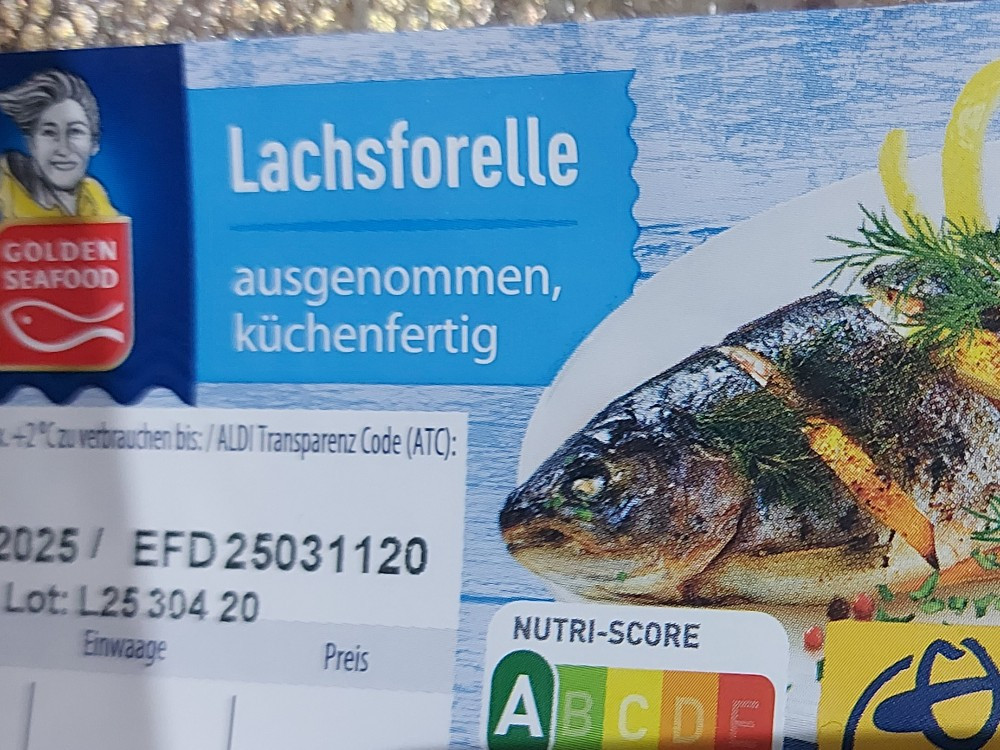 Lachsforelle
ausgenommen,
küchenfertig
GOLDEN
SEAFOOD
+2°C zu verbrauchen bis: / ALDI Transparenz Code (ATC):
2025 / EFD 25031120
Lot: L25 304 20
Einwaage Preis
NUTRI-SCORE
A B C D E